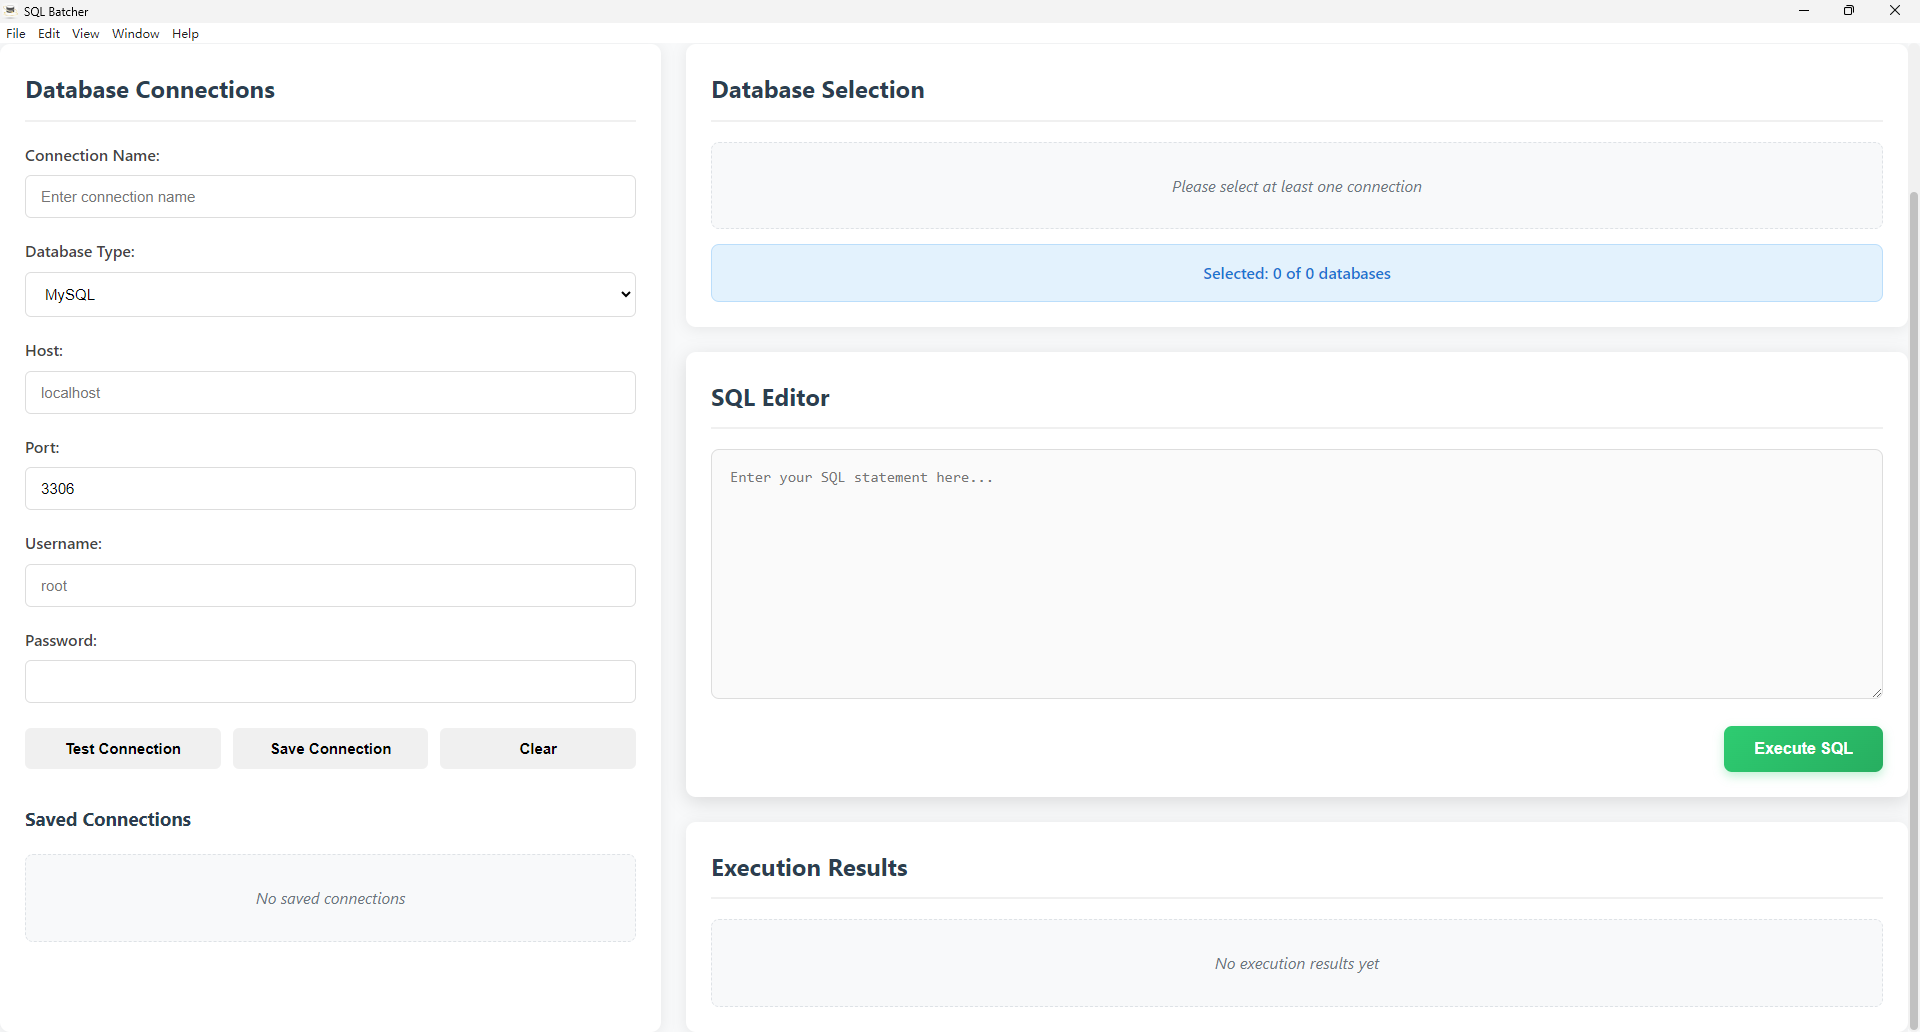 SQL Batcher
File Edit View Window Help
Database Connections
Connection Name:
Enter connection name
Database Type:
MySQL
Host:
localhost
Port:
3306
Username:
root
Password:
Test Connection Save Connection Clear
Saved Connections
No saved connections
Database Selection
Please select at least one connection
Selected: 0 of 0 databases
SQL Editor
Enter your SQL statement here...
Execute SQL
Execution Results
No execution results yet